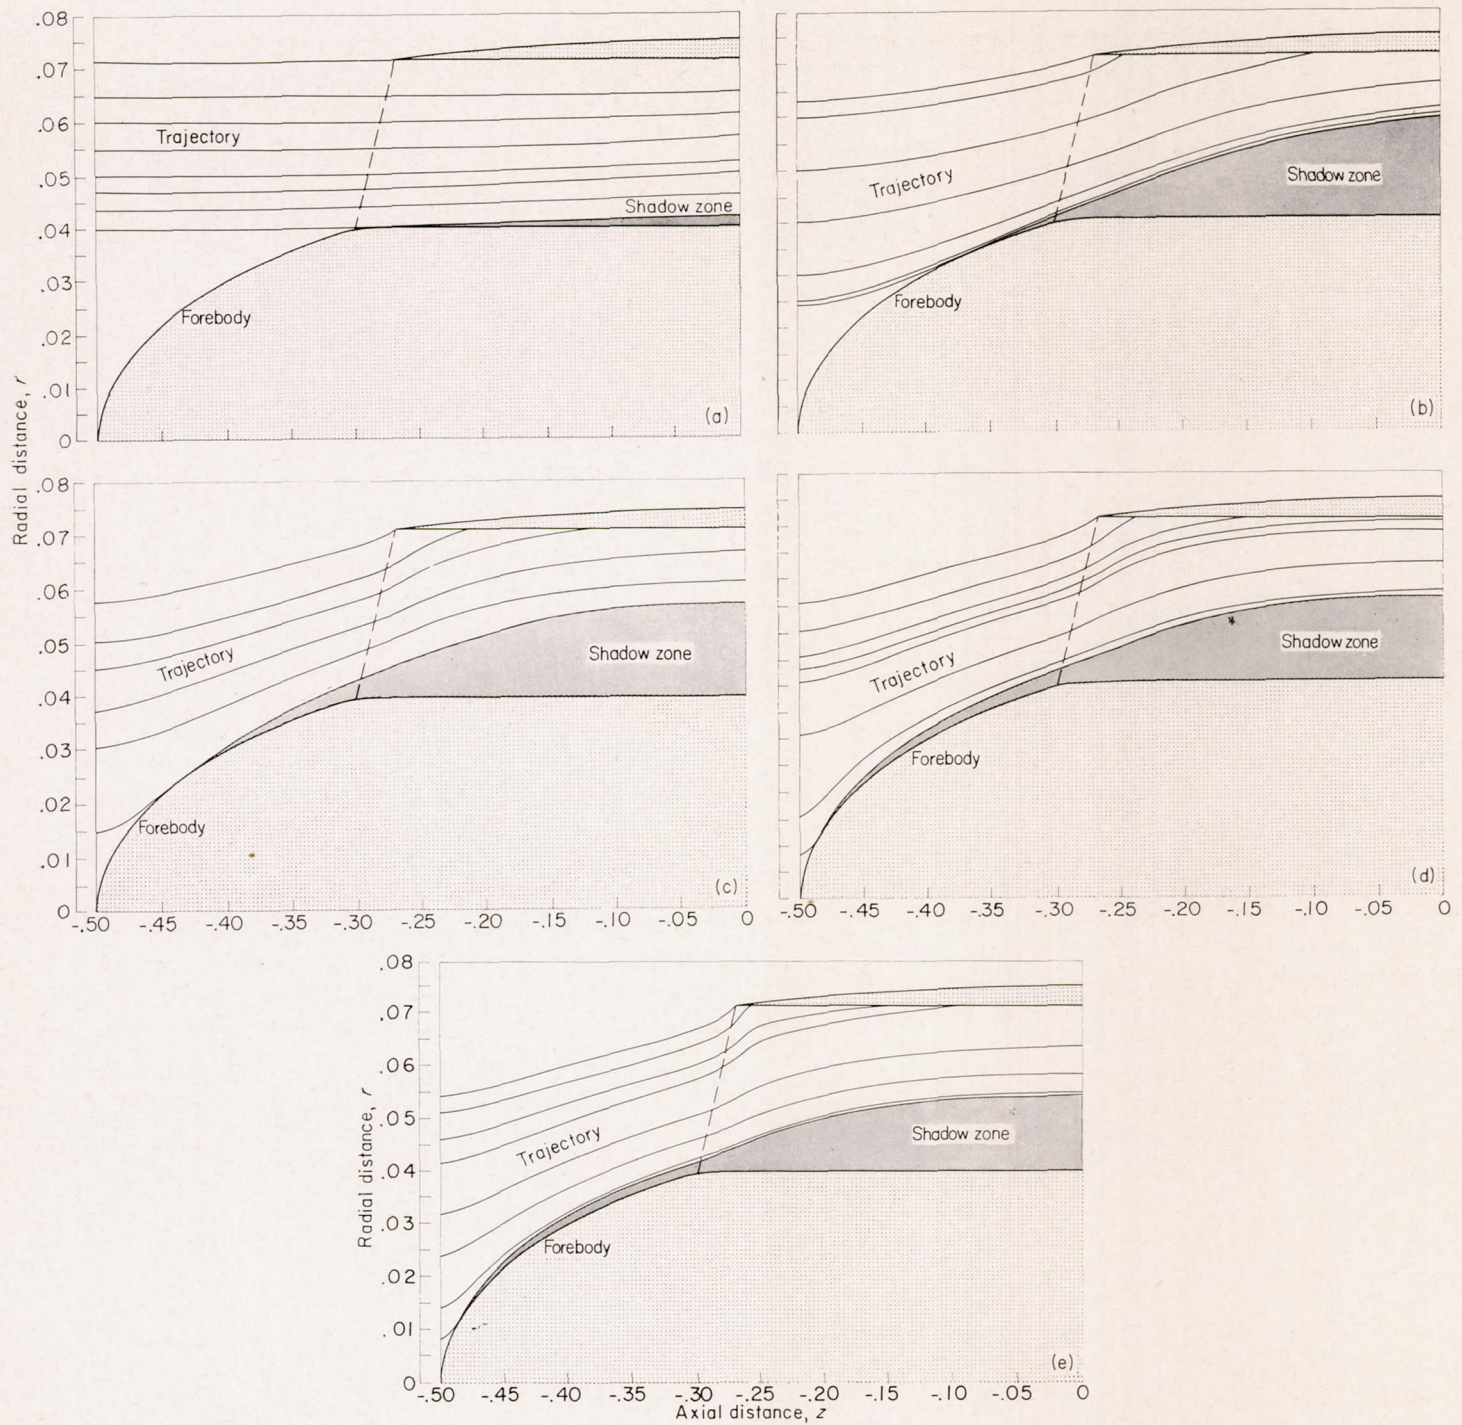 .08
.07
Trajectory
.06
.05
Shadow zone
.04
.03
Forebody
.02
.01
(a)
0
Radial distance, r
Trajectory
Shadow zone
Forebody
(b)
.08
.07
.06
.05
Trajectory
Shadow zone
.04
.03
.02
Forebody
.01
(c)
0
-.50 -.45 -.40 -.35 -.30 -.25 -.20 -.15 -.10 -.05 0
Trajectory
Shadow zone
Forebody
(d)
-.50 -.45 -.40 -.35 -.30 -.25 -.20 -.15 -.10 -.05 0
.08
.07
.06
.05
Trajectory
Shadow zone
.04
.03
Forebody
.02
.01
(e)
0
Radial distance, r
-.50 -.45 -.40 -.35 -.30 -.25 -.20 -.15 -.10 -.05 0
Axial distance, z